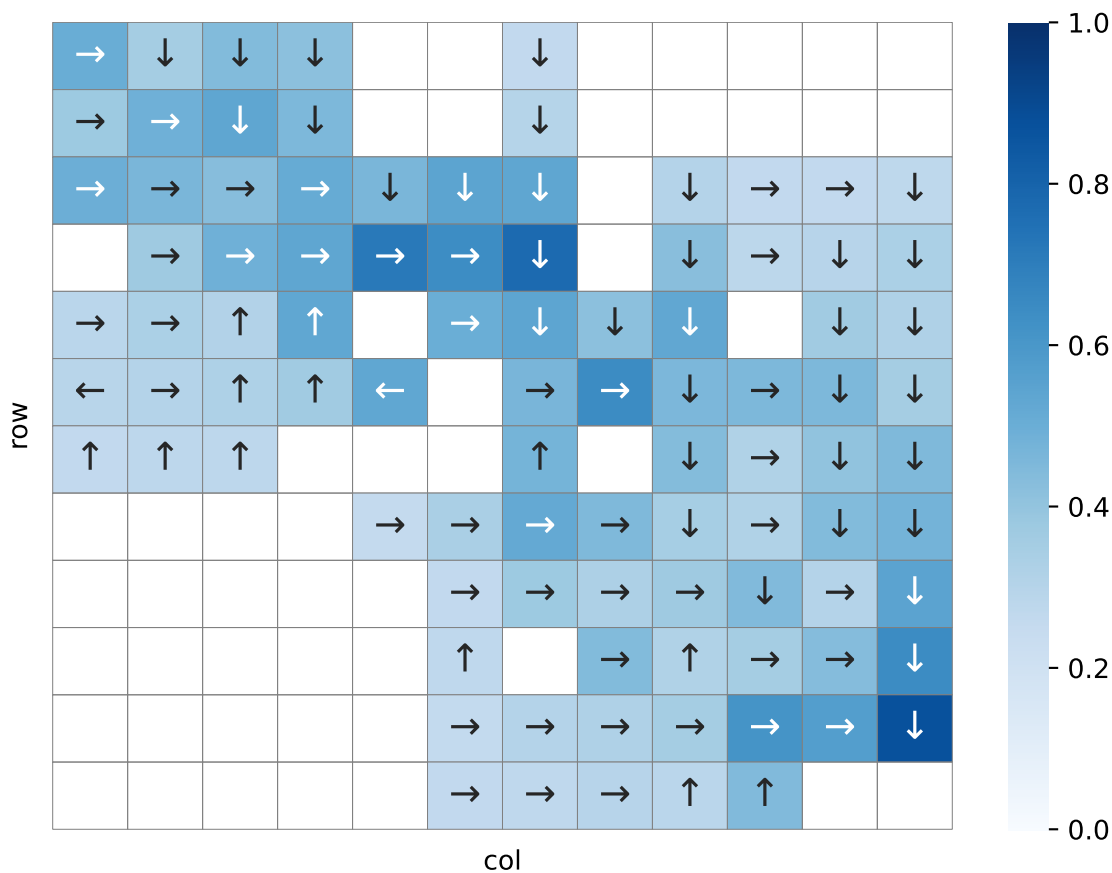 → ↓ ↓ ↓ ↓
→ → ↓ ↓ ↓
→ → → → ↓ ↓ ↓ ↓ → → ↓
→ → → → → ↓ ↓ → ↓ ↓
→ → ↑ ↑ → ↓ ↓ ↓ ↓ ↓
← → ↑ ↑ ← → → ↓ → ↓ ↓
↑ ↑ ↑ ↑ ↓ → ↓ ↓
→ → → → ↓ → ↓ ↓
→ → → → ↓ → ↓
↑ → ↑ → → ↓
→ → → → → → ↓
→ → → ↑ ↑
row
col
1.0
0.8
0.6
0.4
0.2
0.0